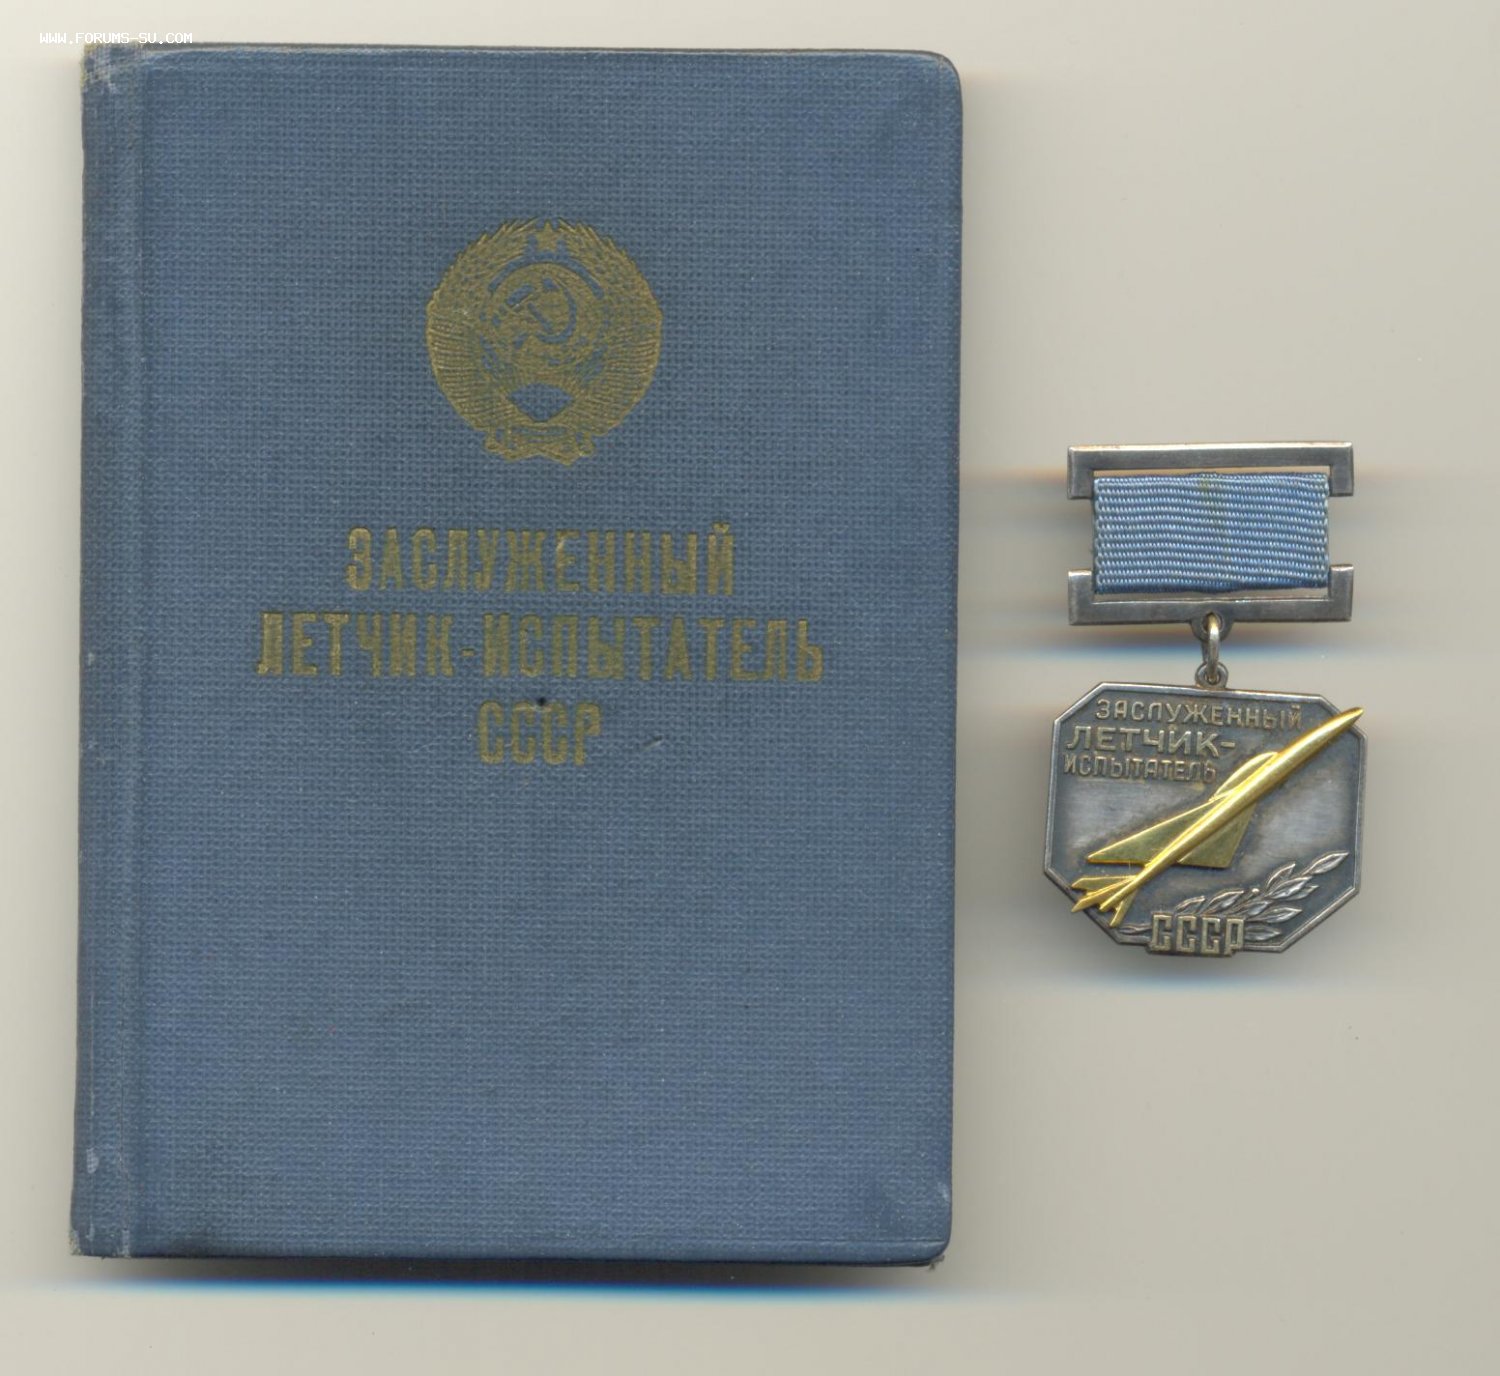 WWW.FORUMS-SU.COM
ЗАСЛУЖЕННЫЙ
ЛЕТЧИК-ИСПЫТАТЕЛЬ
СССР
ЗАСЛУЖЕННЫЙ
ЛЕТЧИК-
ИСПЫТАТЕЛЬ
СССР